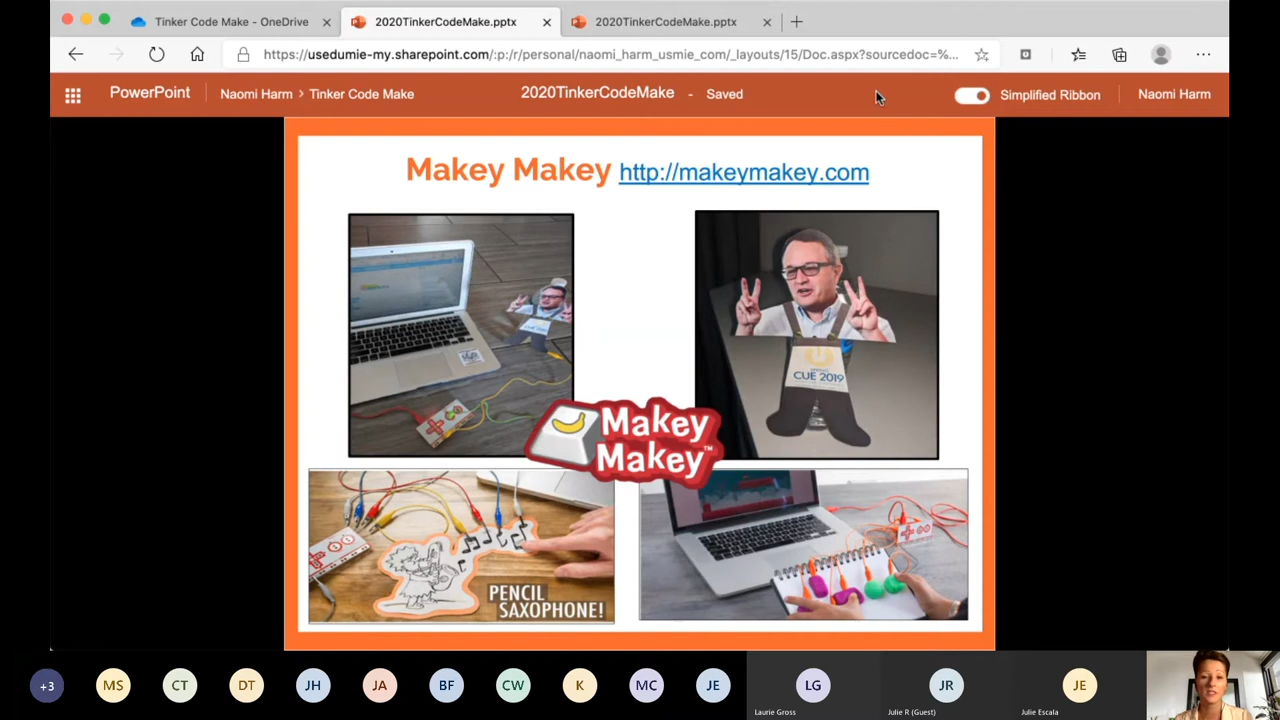 Tinker Code Make - OneDrive
2020TinkerCodeMake.pptx
2020TinkerCodeMake.pptx
https://usedumie-my.sharepoint.com/:p:/r/personal/naomi_harm_usmie_com/_layouts/15/Doc.aspx?sourcedoc=%...
PowerPoint
Naomi Harm > Tinker Code Make
2020TinkerCodeMake - Saved
Simplified Ribbon
Naomi Harm
Makey Makey http://makeymakey.com
CUE 2019
CUE 2019
Makey
Makey™
PENCIL
SAXOPHONE!
+3
MS
CT
DT
JH
JA
BF
CW
K
MC
JE
LG
Laurie Gross
JR
Julie R (Guest)
JE
Julie Escala